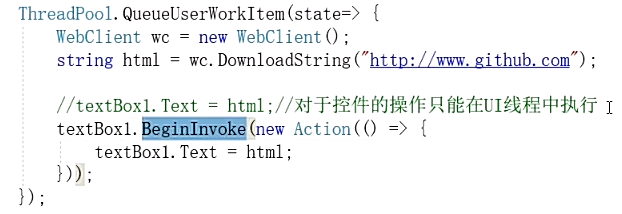 ThreadPool.QueueUserWorkItem(state=> {
WebClient wc = new WebClient();
string html = wc.DownloadString("http://www.github.com");
//textBox1.Text = html;//对于控件的操作只能在UI线程中执行
textBox1.BeginInvoke(new Action(() => {
textBox1.Text = html;
}));
});